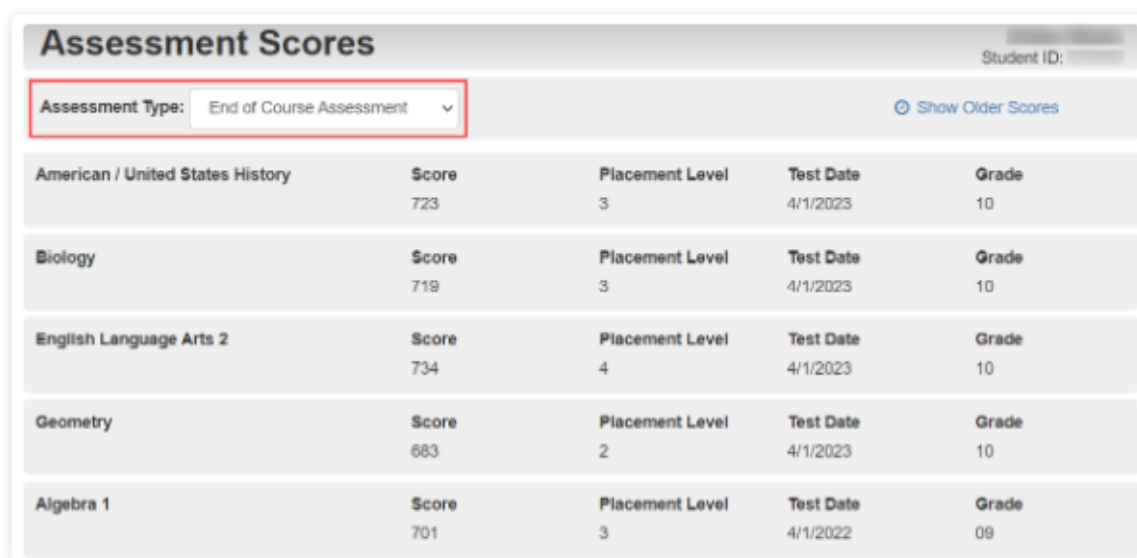 Assessment Scores
Student ID:
Assessment Type: End of Course Assessment Show Older Scores
American / United States History Score Placement Level Test Date Grade
723 3 4/1/2023 10
Biology Score Placement Level Test Date Grade
719 3 4/1/2023 10
English Language Arts 2 Score Placement Level Test Date Grade
734 4 4/1/2023 10
Geometry Score Placement Level Test Date Grade
683 2 4/1/2023 10
Algebra 1 Score Placement Level Test Date Grade
701 3 4/1/2022 09